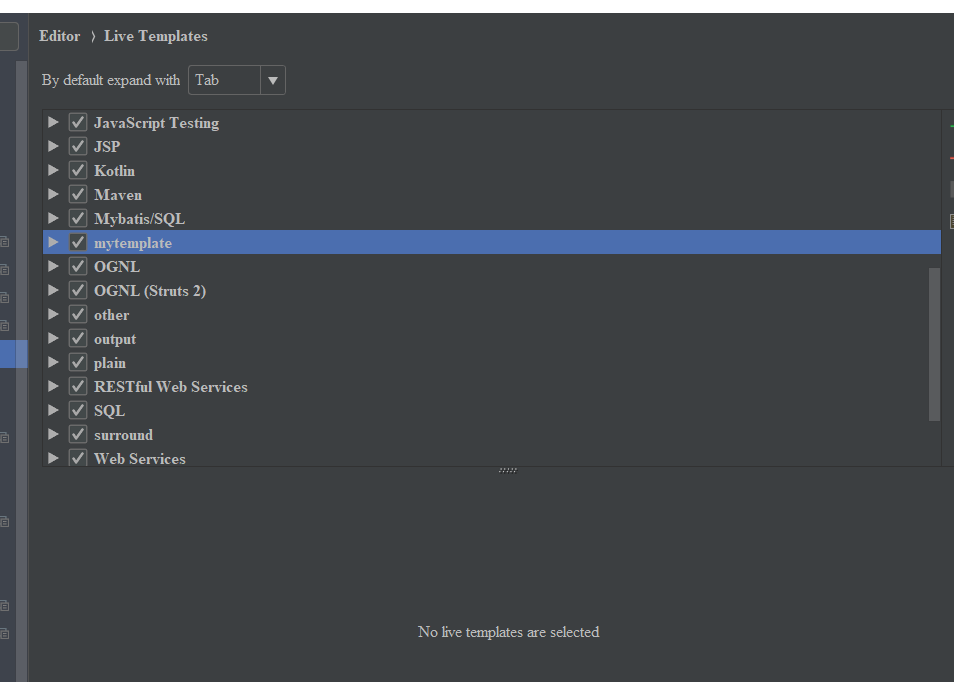 Editor › Live Templates
By default expand with Tab
JavaScript Testing
JSP
Kotlin
Maven
Mybatis/SQL
mytemplate
OGNL
OGNL (Struts 2)
other
output
plain
RESTful Web Services
SQL
surround
Web Services
No live templates are selected